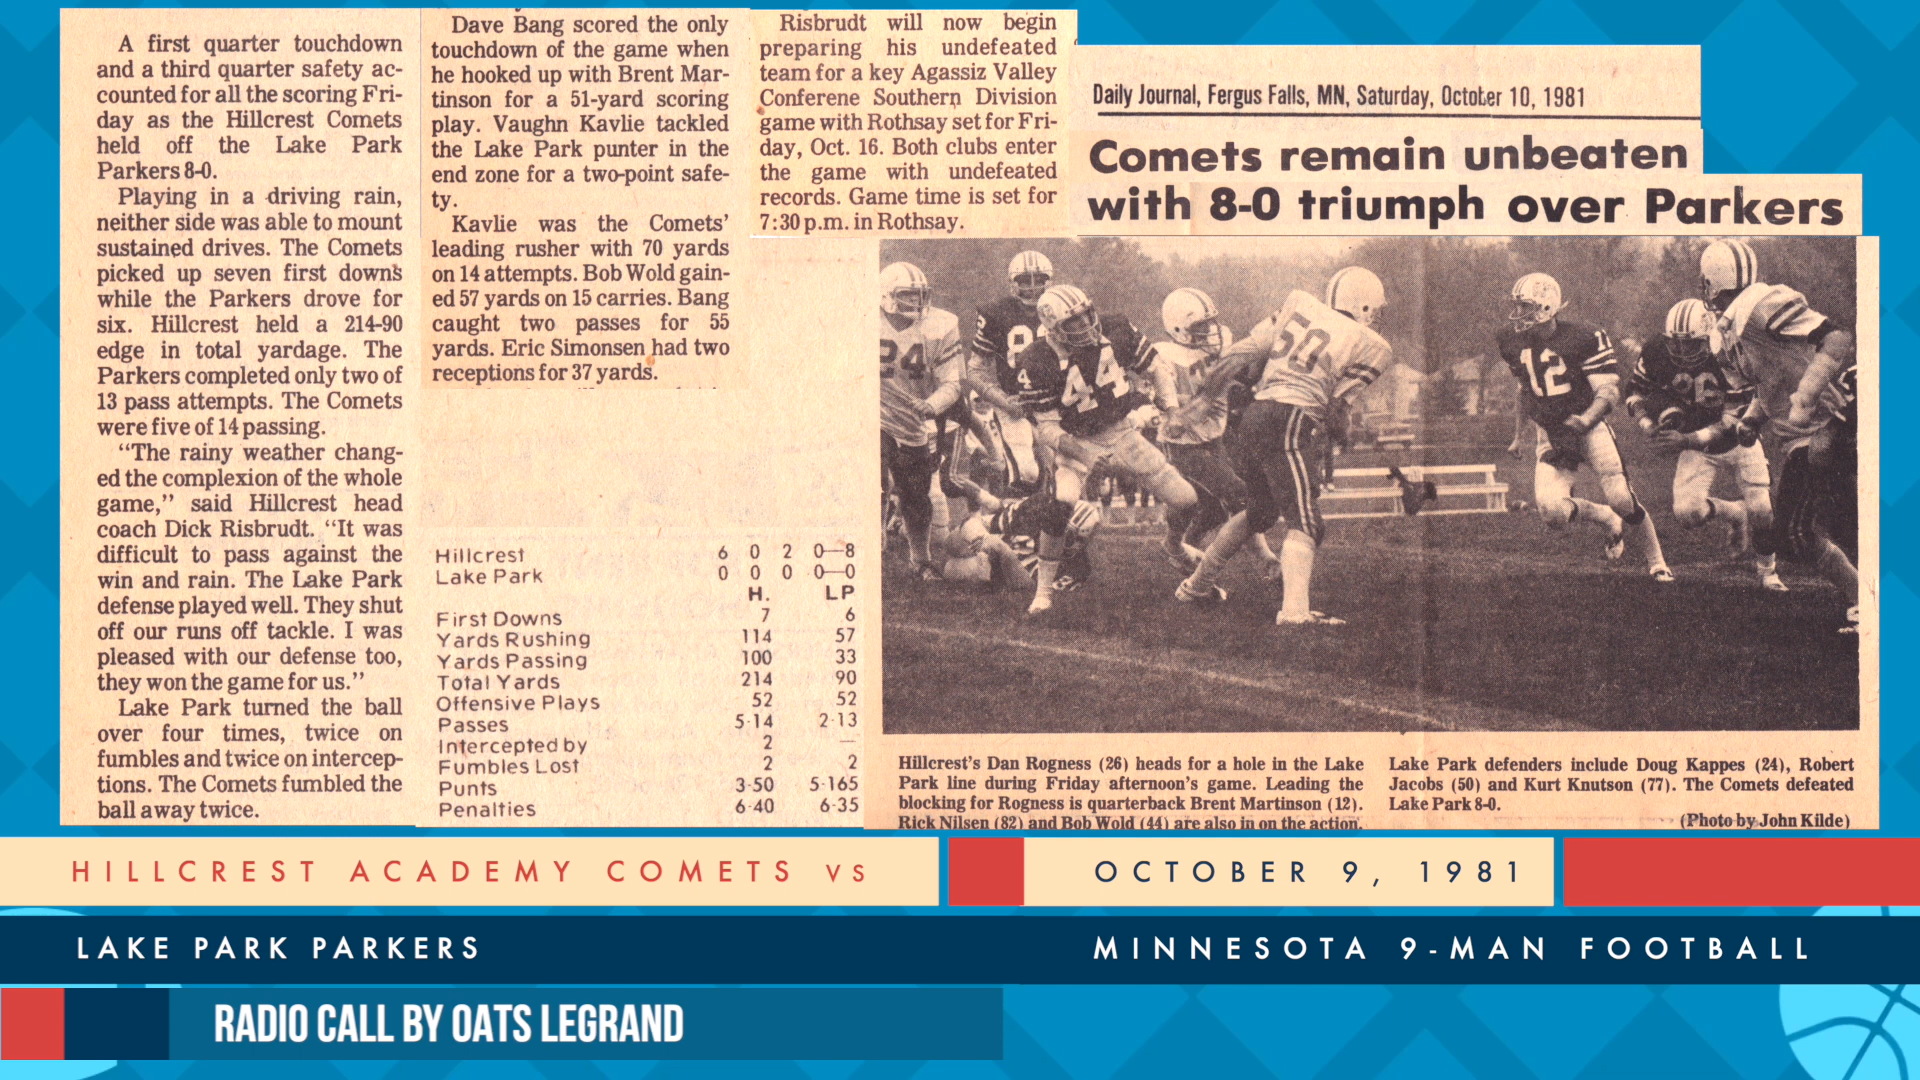 A first quarter touchdown
and a third quarter safety ac-
counted for all the scoring Fri-
day as the Hillcrest Comets
held off the Lake Park
Parkers 8-0.
Playing in a driving rain,
neither side was able to mount
sustained drives. The Comets
picked up seven first downs
while the Parkers drove for
six. Hillcrest held a 214-90
edge in total yardage. The
Parkers completed only two of
13 pass attempts. The Comets
were five of 14 passing.
"The rainy weather chang-
ed the complexion of the whole
game," said Hillcrest head
coach Dick Risbrudt. "It was
difficult to pass against the
win and rain. The Lake Park
defense played well. They shut
off our runs off tackle. I was
pleased with our defense too,
they won the game for us."
Lake Park turned the ball
over four times, twice on
fumbles and twice on intercep-
tions. The Comets fumbled the
ball away twice.
Dave Bang scored the only
touchdown of the game when
he hooked up with Brent Mar-
tinson for a 51-yard scoring
play. Vaughn Kavlie tackled
the Lake Park punter in the
end zone for a two-point safe-
ty.
Kavlie was the Comets'
leading rusher with 70 yards
on 14 attempts. Bob Wold gain-
ed 57 yards on 15 carries. Bang
caught two passes for 55
yards. Eric Simonsen had two
receptions for 37 yards.
Risbrudt will now begin
preparing his undefeated
team for a key Agassiz Valley
Conferene Southern Division
game with Rothsay set for Fri-
day, Oct. 16. Both clubs enter
the game with undefeated
records. Game time is set for
7:30 p.m. in Rothsay.
Hillcrest 6 0 2 0—8
Lake Park 0 0 0 0—0
H. LP
First Downs 7 6
Yards Rushing 114 57
Yards Passing 100 33
Total Yards 214 90
Offensive Plays 52 52
Passes 5-14 2-13
Intercepted by 2 —
Fumbles Lost 2 2
Punts 3-50 5-165
Penalties 6-40 6-35
Daily Journal, Fergus Falls, MN, Saturday, October 10, 1981
Comets remain unbeaten
with 8-0 triumph over Parkers
24
8
44
50
12
26
Hillcrest's Dan Rogness (26) heads for a hole in the Lake
Park line during Friday afternoon's game. Leading the
blocking for Rogness is quarterback Brent Martinson (12).
Rick Nilsen (82) and Bob Wold (44) are also in on the action.
Lake Park defenders include Doug Kappes (24), Robert
Jacobs (50) and Kurt Knutson (77). The Comets defeated
Lake Park 8-0.
(Photo by John Kilde)
HILLCREST ACADEMY COMETS VS
OCTOBER 9, 1981
LAKE PARK PARKERS
MINNESOTA 9-MAN FOOTBALL
RADIO CALL BY OATS LEGRAND